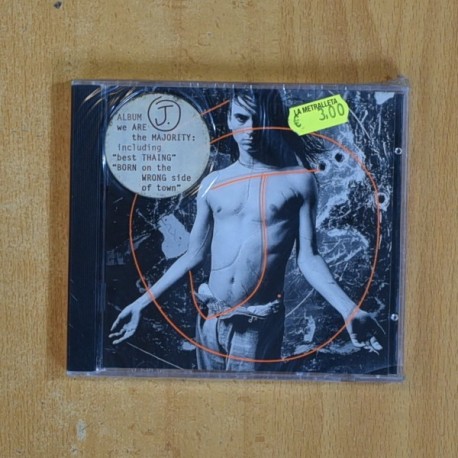 ALBUM J.
we ARE
the MAJORITY:
including
"best THAING"
"BORN on the
WRONG side
of town"
LA METRALLETA
€ 3,00
J